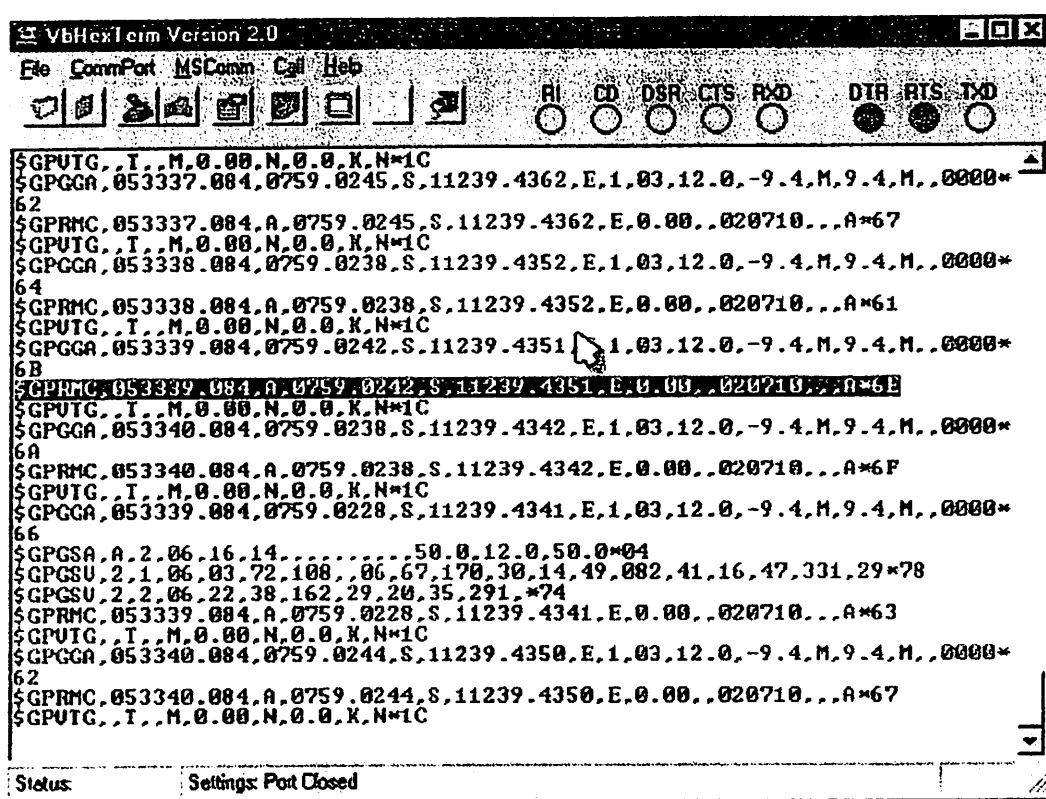 VbHexTerm Version 2.0
File CommPort MSComm Call Help
RI CD DSR CTS RXD DTR RTS TXD
$GPVTG,,T,,M,0.00,N,0.0,K,N*1C
$GPGGA,053337.084,0759.0245,S,11239.4362,E,1,03,12.0,-9.4,M,9.4,M,,0000*
62
$GPRMC,053337.084,A,0759.0245,S,11239.4362,E,0.00,,020710,,,A*67
$GPVTG,,T,,M,0.00,N,0.0,K,N*1C
$GPGGA,053338.084,0759.0238,S,11239.4352,E,1,03,12.0,-9.4,M,9.4,M,,0000*
64
$GPRMC,053338.084,A,0759.0238,S,11239.4352,E,0.00,,020710,,,A*61
$GPVTG,,T,,M,0.00,N,0.0,K,N*1C
$GPGGA,053339.084,0759.0242,S,11239.4351 1,03,12.0,-9.4,M,9.4,M,,0000*
6B
$GPRMC,053339.084,A,0759.0242,S,11239.4351,E,0.00,,020710,,,A*6E
$GPVTG,,T,,M,0.00,N,0.0,K,N*1C
$GPGGA,053340.084,0759.0238,S,11239.4342,E,1,03,12.0,-9.4,M,9.4,M,,0000*
6A
$GPRMC,053340.084,A,0759.0238,S,11239.4342,E,0.00,,020710,,,A*6F
$GPVTG,,T,,M,0.00,N,0.0,K,N*1C
$GPGGA,053339.084,0759.0228,S,11239.4341,E,1,03,12.0,-9.4,M,9.4,M,,0000*
66
$GPGSA,A,2,06,16,14,,,,,,,,,,50.0,12.0,50.0*04
$GPGSV,2,1,06,03,72,108,,06,67,170,30,14,49,082,41,16,47,331,29*78
$GPGSV,2,2,06,22,38,162,29,20,35,291,*74
$GPRMC,053339.084,A,0759.0228,S,11239.4341,E,0.00,,020710,,,A*63
$GPVTG,,T,,M,0.00,N,0.0,K,N*1C
$GPGGA,053340.084,0759.0244,S,11239.4350,E,1,03,12.0,-9.4,M,9.4,M,,0000*
62
$GPRMC,053340.084,A,0759.0244,S,11239.4350,E,0.00,,020710,,,A*67
$GPVTG,,T,,M,0.00,N,0.0,K,N*1C
Status: Settings: Port Closed